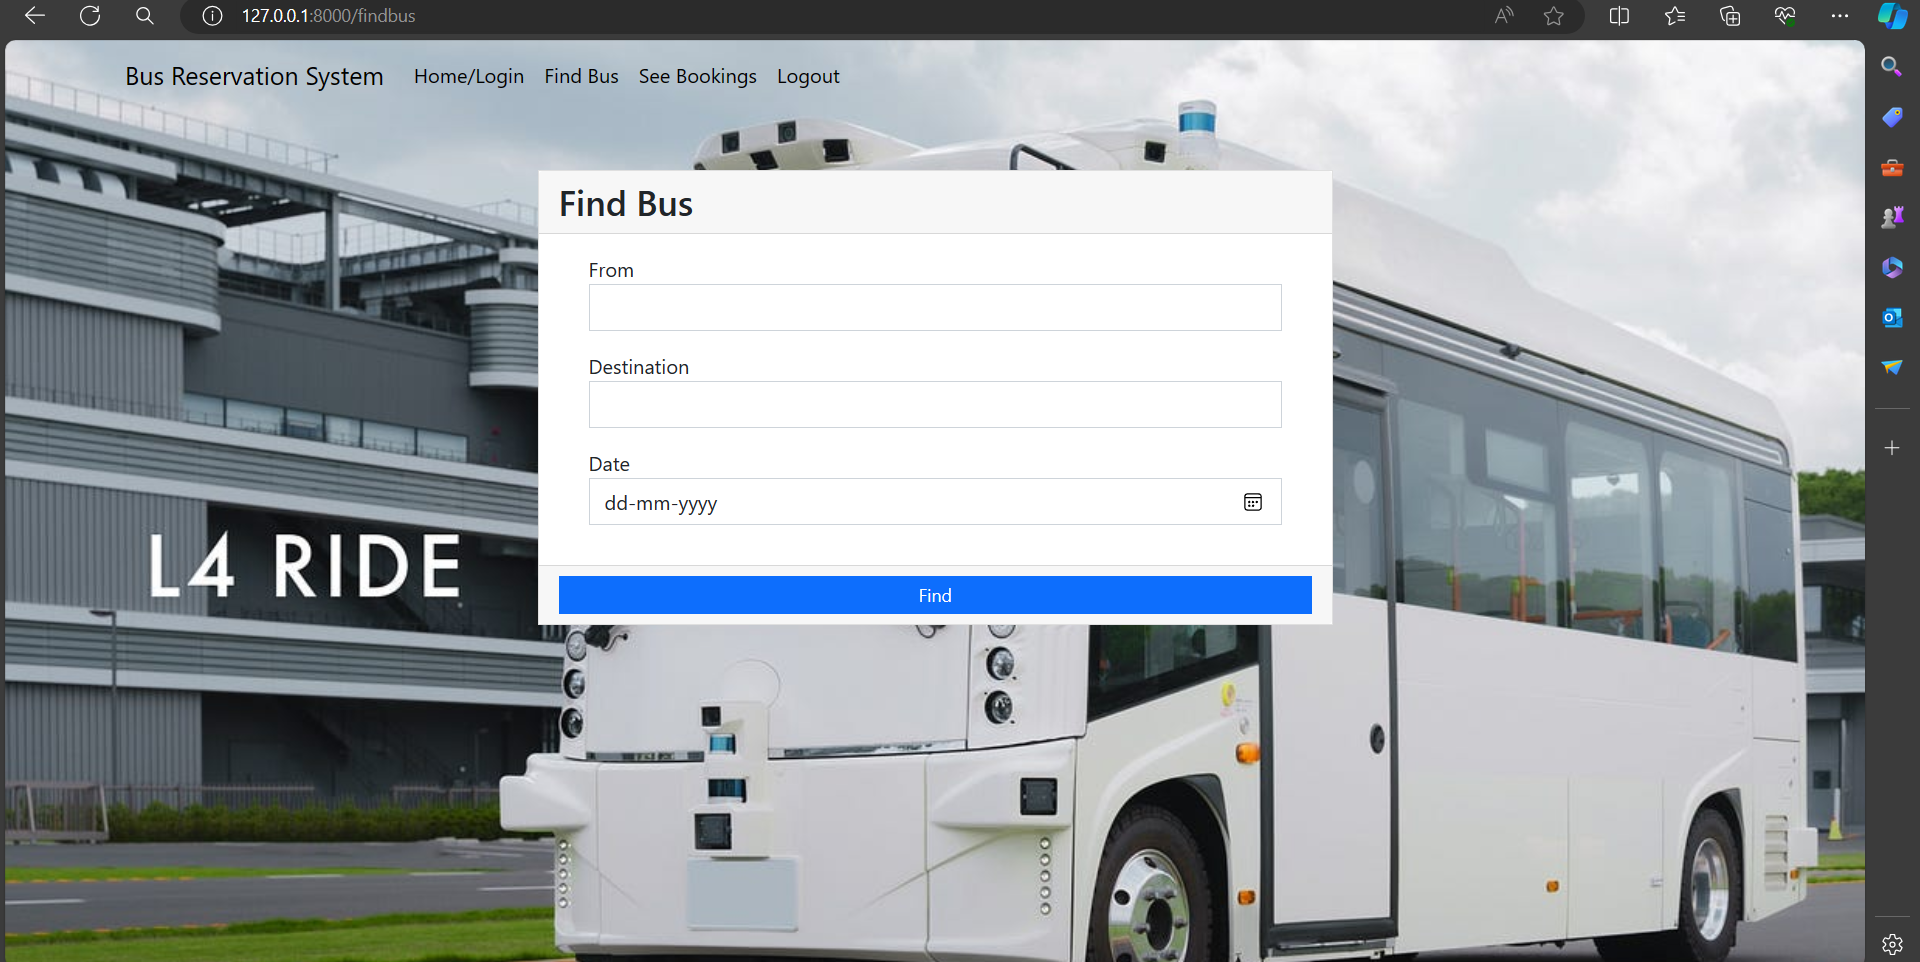 127.0.0.1:8000/findbus
Bus Reservation System Home/Login Find Bus See Bookings Logout
Find Bus
From
Destination
Date
dd-mm-yyyy
Find
L4 RIDE